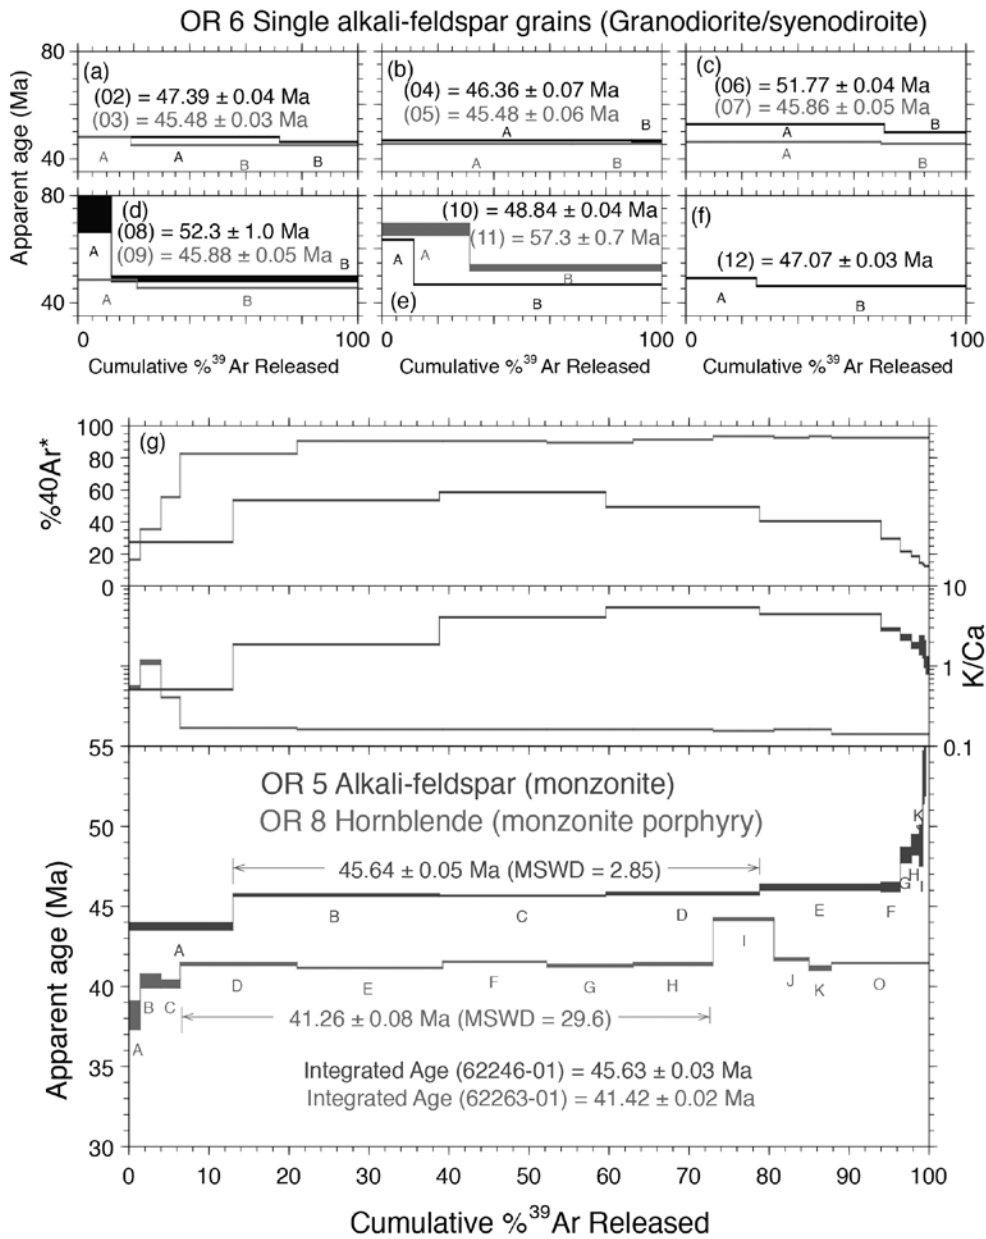 OR 6 Single alkali-feldspar grains (Granodiorite/syenodiroite)
80
(a)
(02) = 47.39 ± 0.04 Ma
(03) = 45.48 ± 0.03 Ma
40
A
A
B
B
(b)
(04) = 46.36 ± 0.07 Ma
(05) = 45.48 ± 0.06 Ma
A
B
A
B
(c)
(06) = 51.77 ± 0.04 Ma
(07) = 45.86 ± 0.05 Ma
A
B
A
B
Apparent age (Ma)
80
(d)
(08) = 52.3 ± 1.0 Ma
(09) = 45.88 ± 0.05 Ma
A
B
40
A
B
(10) = 48.84 ± 0.04 Ma
(11) = 57.3 ± 0.7 Ma
A
A
B
(e)
B
(f)
(12) = 47.07 ± 0.03 Ma
A
B
0 100
0 100
0 100
Cumulative %39Ar Released
Cumulative %39Ar Released
Cumulative %39Ar Released
100
(g)
80
60
40
20
0
%40Ar*
10
1
0.1
K/Ca
55
OR 5 Alkali-feldspar (monzonite)
OR 8 Hornblende (monzonite porphyry)
50
K
45.64 ± 0.05 Ma (MSWD = 2.85)
G H I
45
A
B
C
D
E
F
I
40
A
B
C
D
E
F
G
H
J
K
O
41.26 ± 0.08 Ma (MSWD = 29.6)
35
Integrated Age (62246-01) = 45.63 ± 0.03 Ma
Integrated Age (62263-01) = 41.42 ± 0.02 Ma
30
Apparent age (Ma)
0 10 20 30 40 50 60 70 80 90 100
Cumulative %39Ar Released